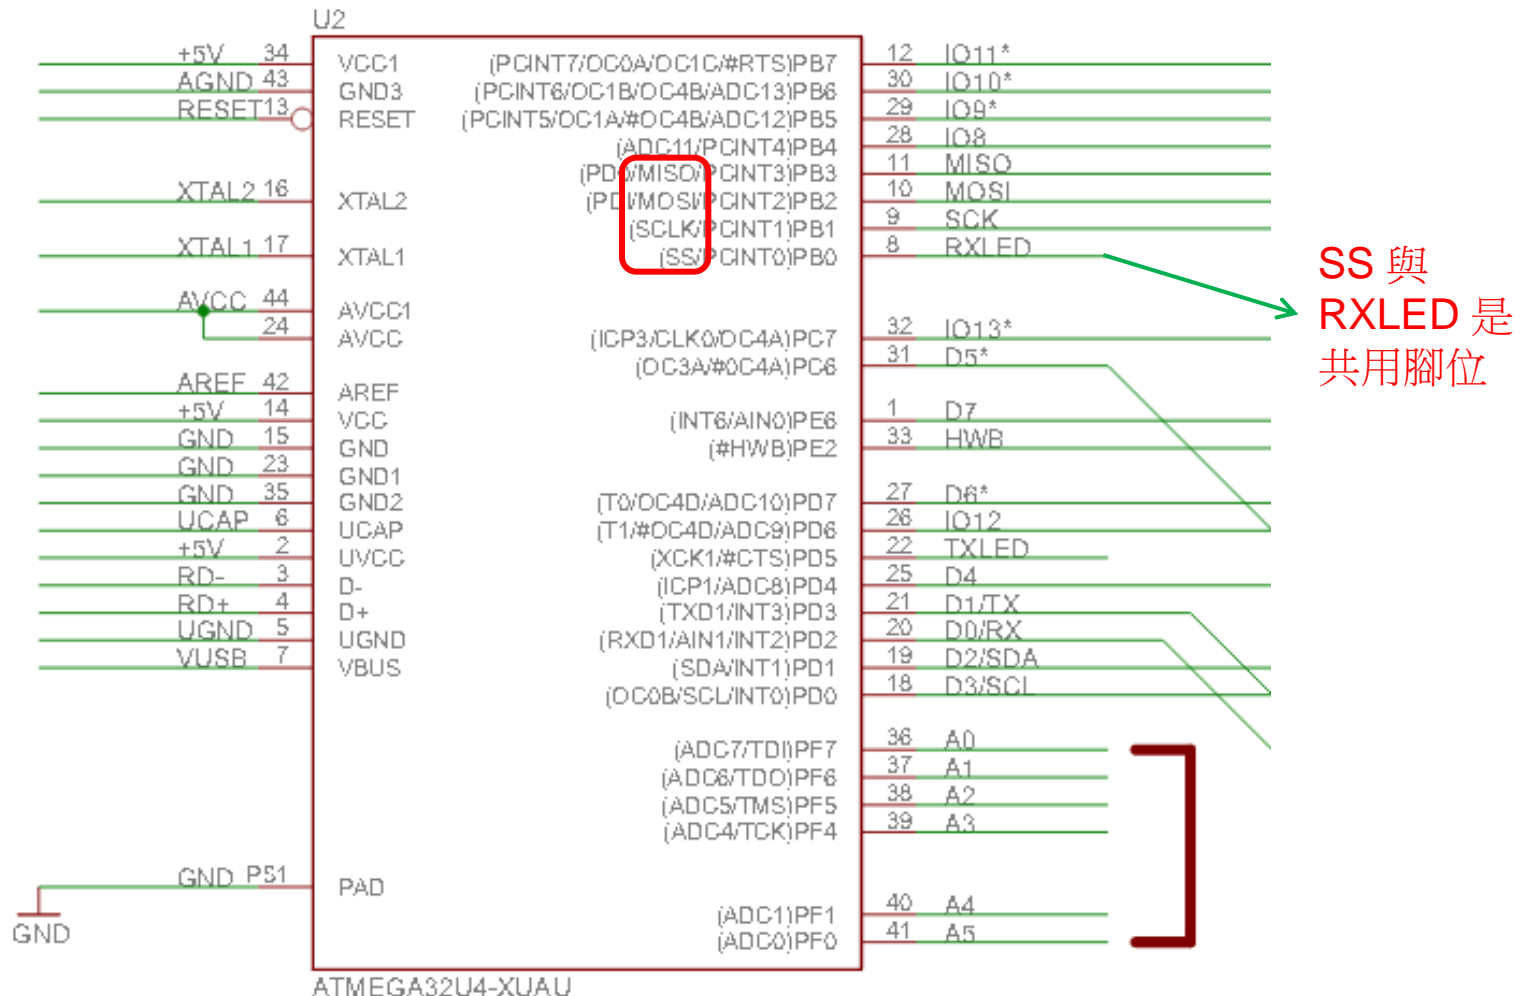 U2
+5V 34 VCC1 (PCINT7/OC0A/OC1C/#RTS)PB7 12 IO11*
AGND 43 GND3 (PCINT6/OC1B/OC4B/ADC13)PB6 30 IO10*
RESET 13 RESET (PCINT5/OC1A/#OC4B/ADC12)PB5 29 IO9*
(ADC11/PCINT4)PB4 28 IO8
(PDO/MISO/PCINT3)PB3 11 MISO
XTAL2 16 XTAL2 (PDI/MOSI/PCINT2)PB2 10 MOSI
(SCLK/PCINT1)PB1 9 SCK
XTAL1 17 XTAL1 (SS/PCINT0)PB0 8 RXLED
SS 與
RXLED 是
共用腳位
AVCC 44 AVCC1
24 AVCC (ICP3/CLK0/OC4A)PC7 32 IO13*
(OC3A/#0C4A)PC6 31 D5*
AREF 42 AREF
+5V 14 VCC (INT6/AIN0)PE6 1 D7
GND 15 GND (#HWB)PE2 33 HWB
GND 23 GND1
GND 35 GND2 (T0/OC4D/ADC10)PD7 27 D6*
UCAP 6 UCAP (T1/#OC4D/ADC9)PD6 26 IO12
+5V 2 UVCC (XCK1/#CTS)PD5 22 TXLED
RD- 3 D- (ICP1/ADC8)PD4 25 D4
RD+ 4 D+ (TXD1/INT3)PD3 21 D1/TX
UGND 5 UGND (RXD1/AIN1/INT2)PD2 20 D0/RX
VUSB 7 VBUS (SDA/INT1)PD1 19 D2/SDA
(OC0B/SCL/INT0)PD0 18 D3/SCL
(ADC7/TDI)PF7 36 A0
(ADC6/TDO)PF6 37 A1
(ADC5/TMS)PF5 38 A2
(ADC4/TCK)PF4 39 A3
GND PS1 PAD
(ADC1)PF1 40 A4
GND (ADC0)PF0 41 A5
ATMEGA32U4-XUAU